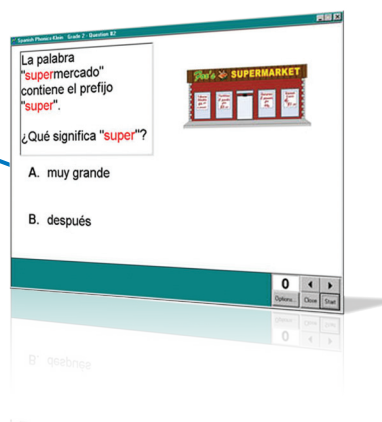 Spanish Phonics Klein Grade 2 - Question 82
La palabra
"supermercado"
contiene el prefijo
"super".
¿Qué significa "super"?
SUPERMARKET
A. muy grande
B. después
0
Options...
Close
Start